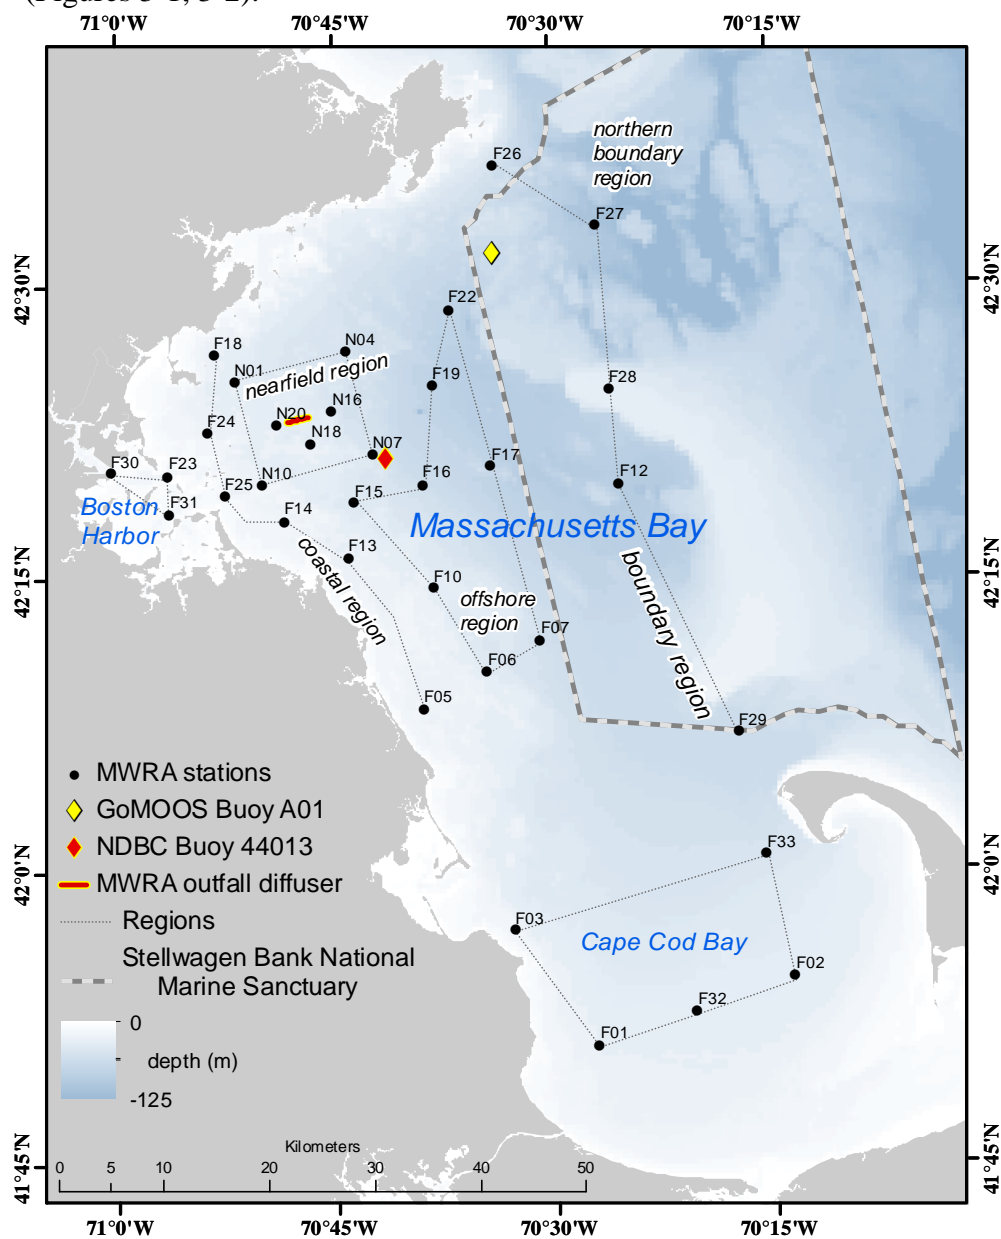 (Figures 3-1, 3-2).
71°0'W 70°45'W 70°30'W 70°15'W
northern
boundary
region
F26
F27
42°30'N 42°30'N
F22
F18
N04
N01
nearfield region
F19
F28
N16
N20
F24
N18
N07
F30
F23
F17
F12
N10
F16
F25
F15
Boston
Harbor
F31
F14
Massachusetts Bay
F13
coastal region
boundary region
42°15'N 42°15'N
F10
offshore
region
F07
F06
F05
F29
MWRA stations
GoMOOS Buoy A01
NDBC Buoy 44013
MWRA outfall diffuser
Regions
Stellwagen Bank National
Marine Sanctuary
0
depth (m)
-125
42°0'N 42°0'N
F33
F03
Cape Cod Bay
F02
F32
F01
Kilometers
0 5 10 20 30 40 50
41°45'N 41°45'N
71°0'W 70°45'W 70°30'W 70°15'W